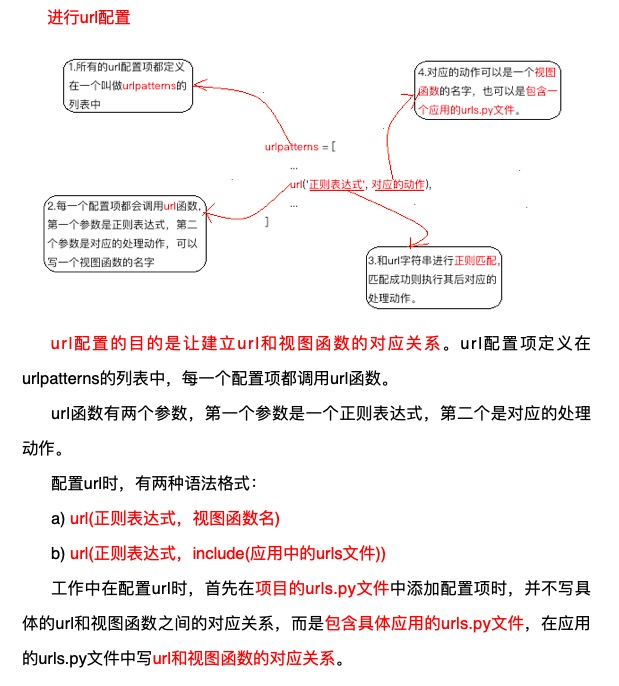 进行url配置
1.所有的url配置项都定义
在一个叫做urlpatterns的
列表中
4.对应的动作可以是一个视图
函数的名字，也可以是包含一
个应用的urls.py文件。
urlpatterns = [
...
url('正则表达式', 对应的动作),
...
]
2.每一个配置项都会调用url函数,
第一个参数是正则表达式，第二
个参数是对应的处理动作，可以
写一个视图函数的名字
3.和url字符串进行正则匹配,
匹配成功则执行其后对应的
处理动作。
url配置的目的是让建立url和视图函数的对应关系。url配置项定义在
urlpatterns的列表中，每一个配置项都调用url函数。
url函数有两个参数，第一个参数是一个正则表达式，第二个是对应的处理
动作。
配置url时，有两种语法格式：
a) url(正则表达式，视图函数名)
b) url(正则表达式，include(应用中的urls文件))
工作中在配置url时，首先在项目的urls.py文件中添加配置项时，并不写具
体的url和视图函数之间的对应关系，而是包含具体应用的urls.py文件，在应用
的urls.py文件中写url和视图函数的对应关系。